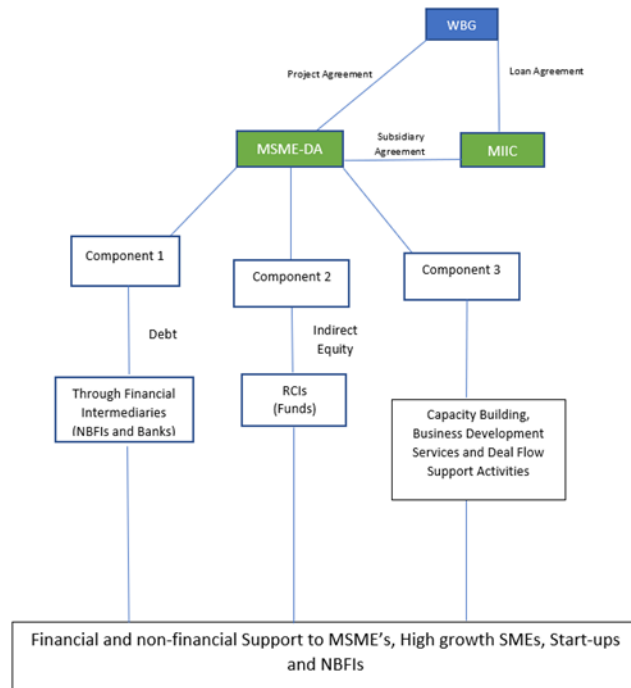 WBG
Project Agreement
Loan Agreement
MSME-DA
Subsidiary
Agreement
MIIC
Component 1
Component 2
Component 3
Debt
Indirect
Equity
Through Financial
Intermediaries
(NBFIs and Banks)
RCIs
(Funds)
Capacity Building,
Business Development
Services and Deal Flow
Support Activities
Financial and non-financial Support to MSME's, High growth SMEs, Start-ups
and NBFIs